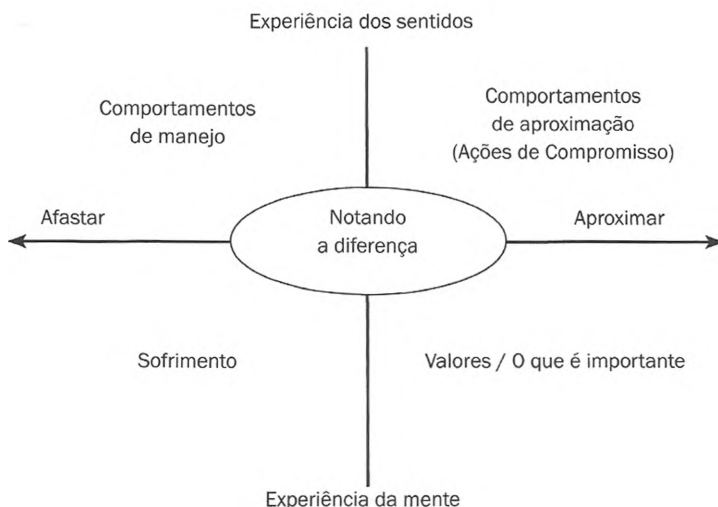 Experiência dos sentidos
Comportamentos
de manejo
Comportamentos
de aproximação
(Ações de Compromisso)
Afastar
Notando
a diferença
Aproximar
Sofrimento
Valores / O que é importante
Experiência da mente